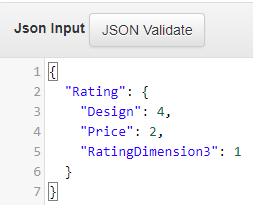 Json Input JSON Validate
1 {
2 "Rating": {
3 "Design": 4,
4 "Price": 2,
5 "RatingDimension3": 1
6 }
7 }